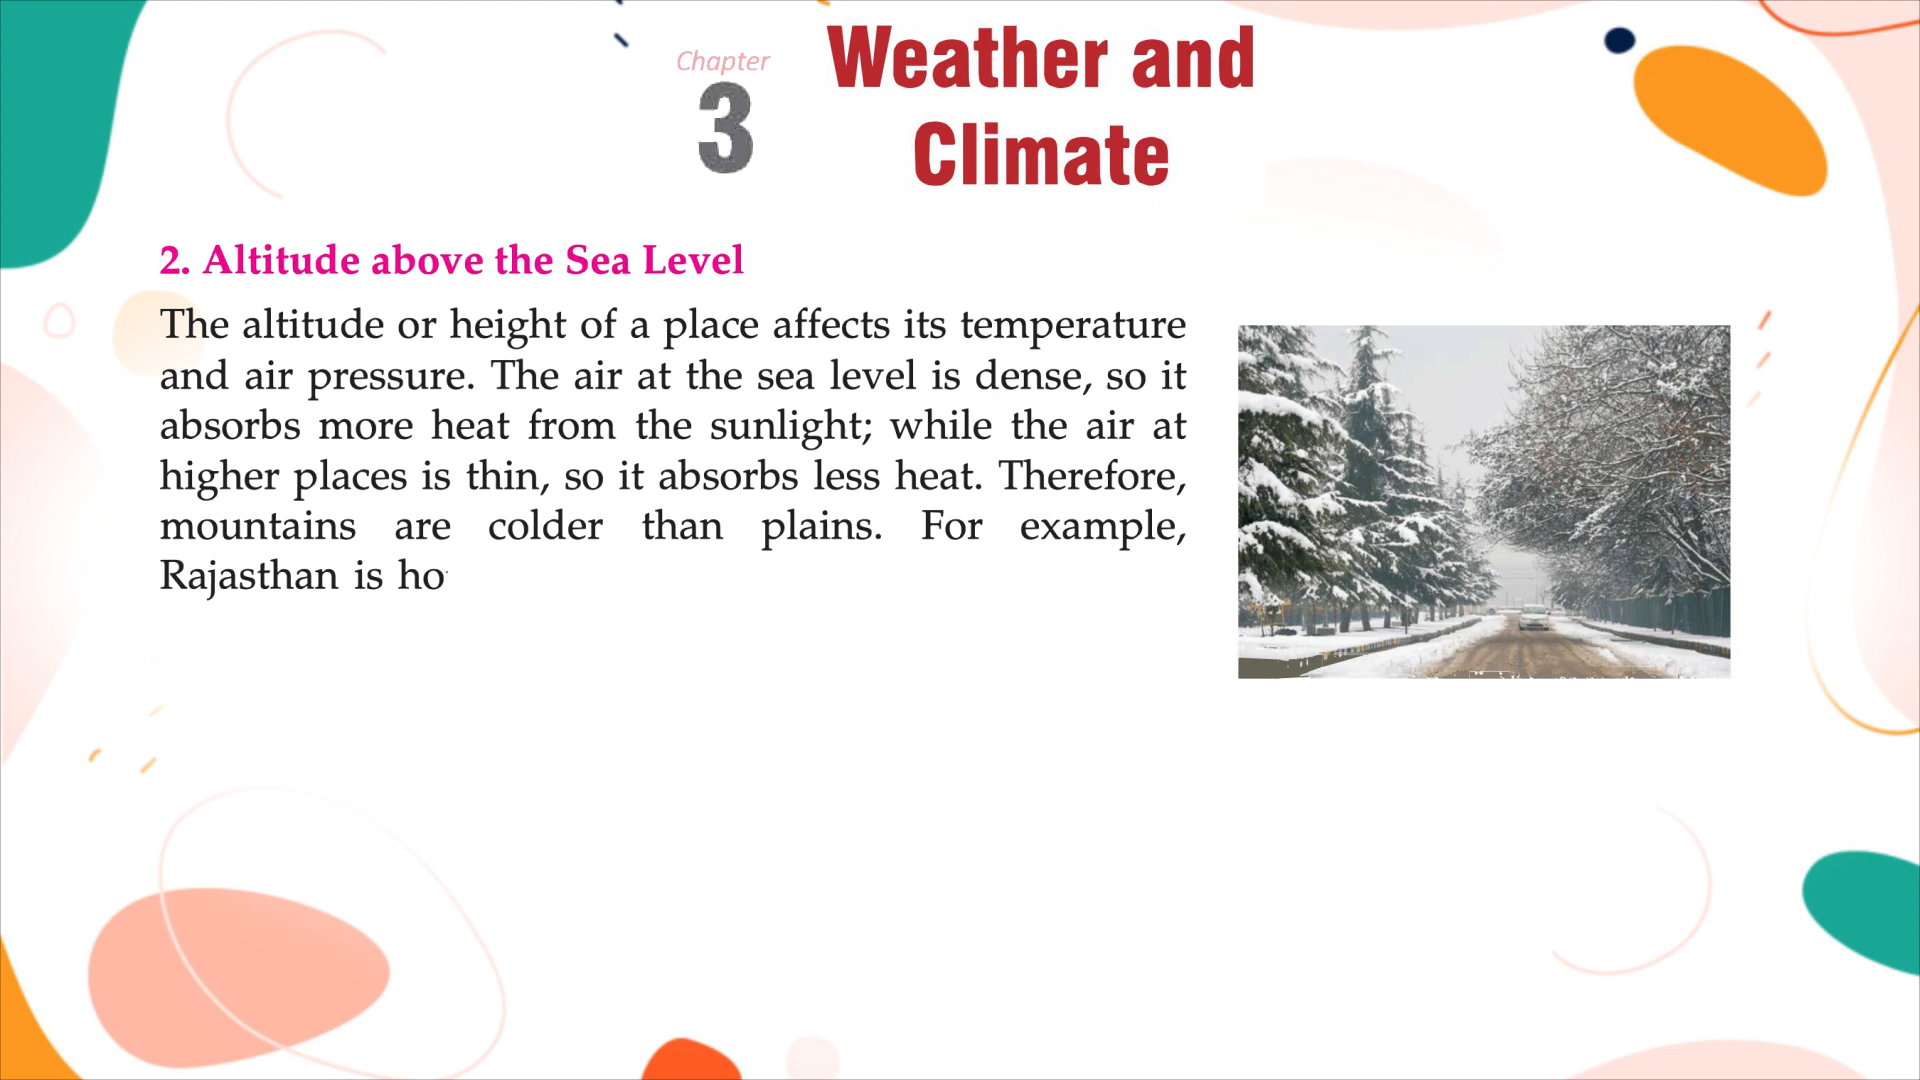 Chapter
3
Weather and
Climate
2. Altitude above the Sea Level
The altitude or height of a place affects its temperature
and air pressure. The air at the sea level is dense, so it
absorbs more heat from the sunlight; while the air at
higher places is thin, so it absorbs less heat. Therefore,
mountains are colder than plains. For example,
Rajasthan is ho